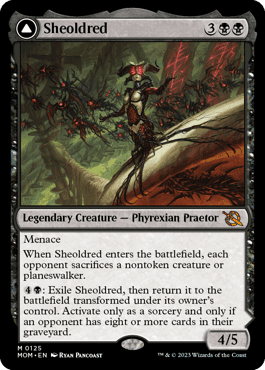 Sheoldred 3
Legendary Creature — Phyrexian Praetor
Menace
When Sheoldred enters the battlefield, each
opponent sacrifices a nontoken creature or
planeswalker.
4 : Exile Sheoldred, then return it to the
battlefield transformed under its owner's
control. Activate only as a sorcery and only if
an opponent has eight or more cards in their
graveyard.
4/5
M 0125
MOM • EN Ryan Pancoast
™ & © 2023 Wizards of the Coast